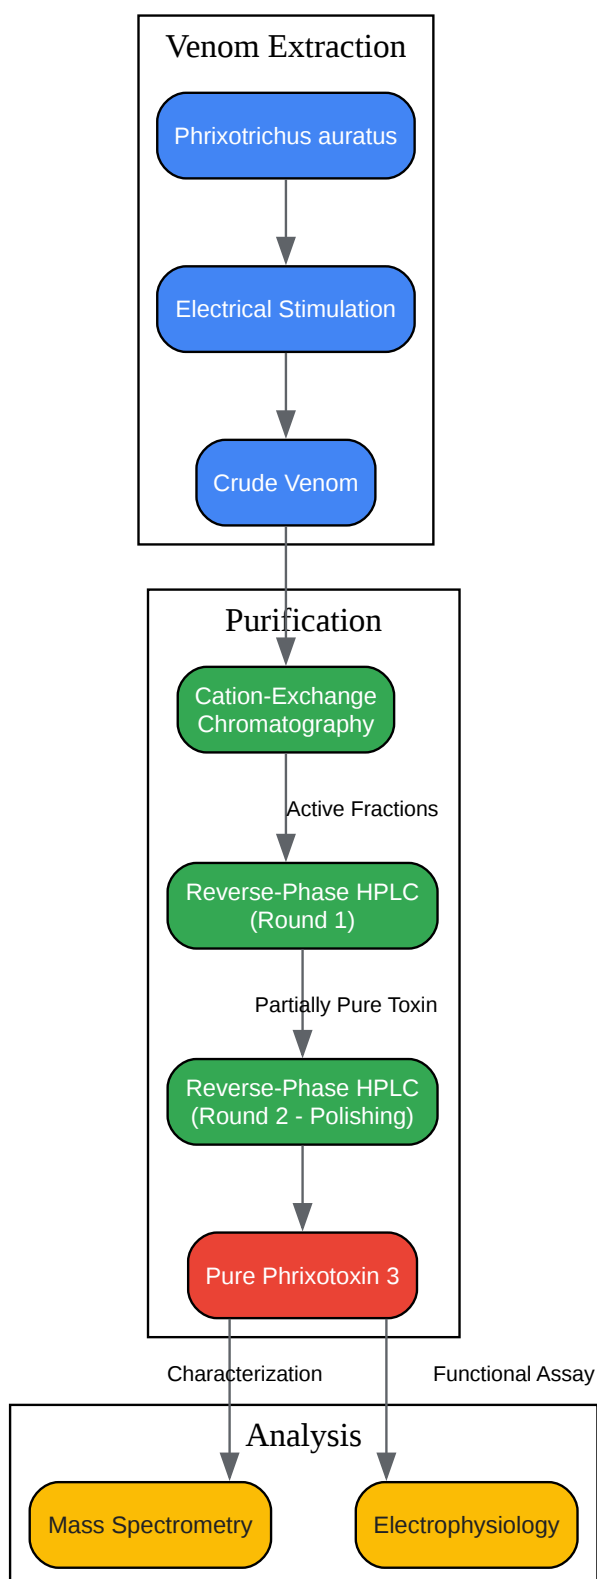 Venom Extraction
Phrixotrichus auratus
Electrical Stimulation
Crude Venom
Purification
Cation-Exchange
Chromatography
Active Fractions
Reverse-Phase HPLC
(Round 1)
Partially Pure Toxin
Reverse-Phase HPLC
(Round 2 - Polishing)
Pure Phrixotoxin 3
Characterization
Functional Assay
Analysis
Mass Spectrometry
Electrophysiology